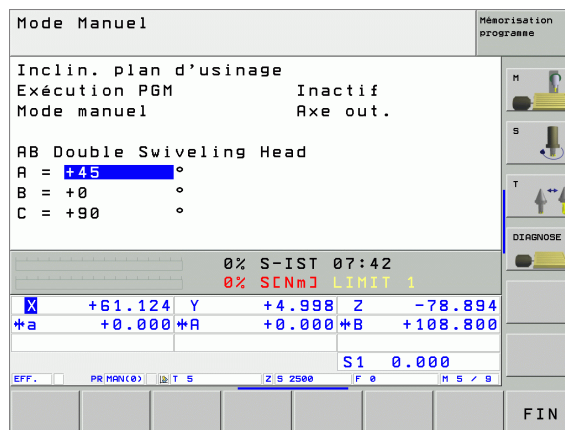 Mode Manuel
Mémorisation
programme
Inclin. plan d'usinage
Exécution PGM Inactif
Mode manuel Axe out.
AB Double Swiveling Head
A = +45 °
B = +0 °
C = +90 °
M
S
T
DIAGNOSE
0% S-IST 07:42
0% S[Nm] LIMIT 1
X +61.124 Y +4.998 Z -78.894
a +0.000 A +0.000 B +108.800
S1 0.000
EFF. PR MAN(0) T 5 Z S 2500 F 0 M 5 / 9
FIN